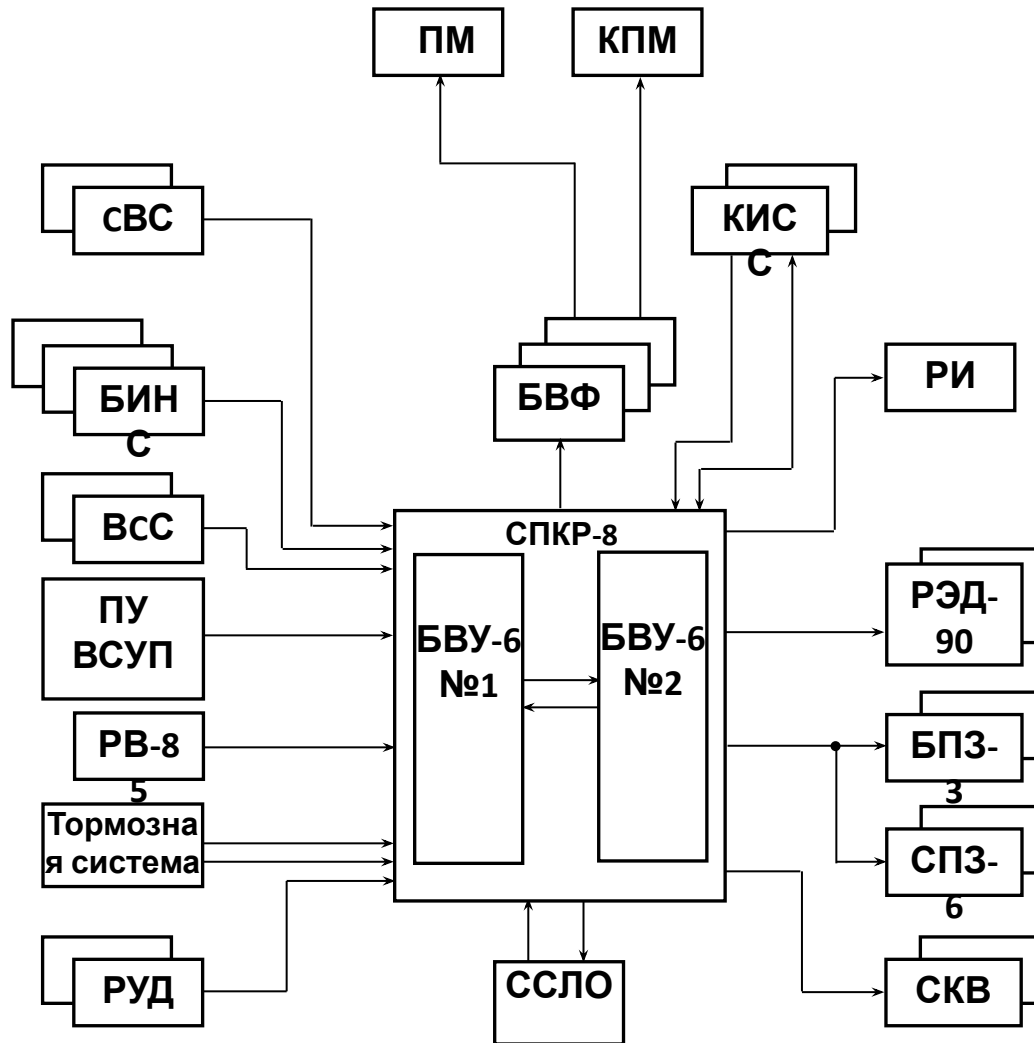 ПМ
КПМ
СВС
КИС
С
БИН
С
БВФ
РИ
ВСС
СПКР-8
ПУ
ВСУП
БВУ-6
№1
БВУ-6
№2
РЭД-
90
РВ-8
5
БПЗ-
3
Тормозна
я система
СПЗ-
6
РУД
ССЛО
СКВ